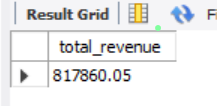 Result Grid
total_revenue
817860.05